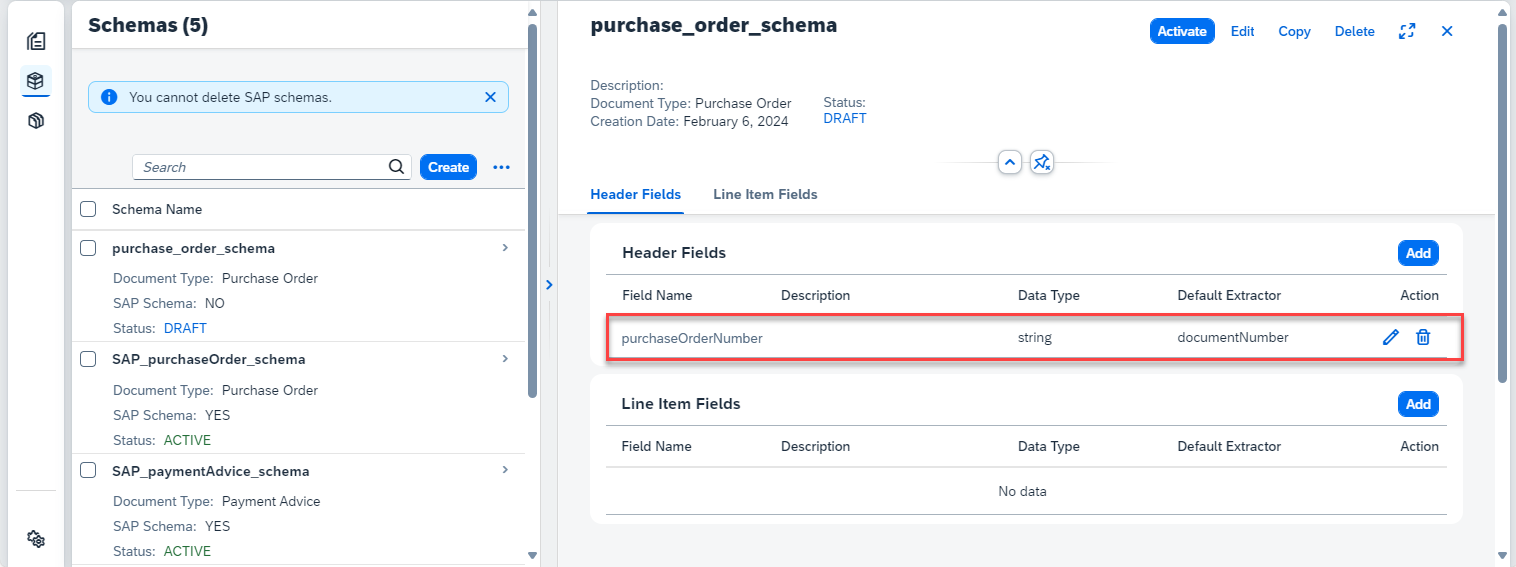 Schemas (5)
You cannot delete SAP schemas.
Search
Create
Schema Name
purchase_order_schema
Document Type: Purchase Order
SAP Schema: NO
Status: DRAFT
SAP_purchaseOrder_schema
Document Type: Purchase Order
SAP Schema: YES
Status: ACTIVE
SAP_paymentAdvice_schema
Document Type: Payment Advice
SAP Schema: YES
Status: ACTIVE
purchase_order_schema
Activate Edit Copy Delete
Description:
Document Type: Purchase Order
Creation Date: February 6, 2024
Status:
DRAFT
Header Fields Line Item Fields
Header Fields Add
Field Name Description Data Type Default Extractor Action
purchaseOrderNumber string documentNumber
Line Item Fields Add
Field Name Description Data Type Default Extractor Action
No data